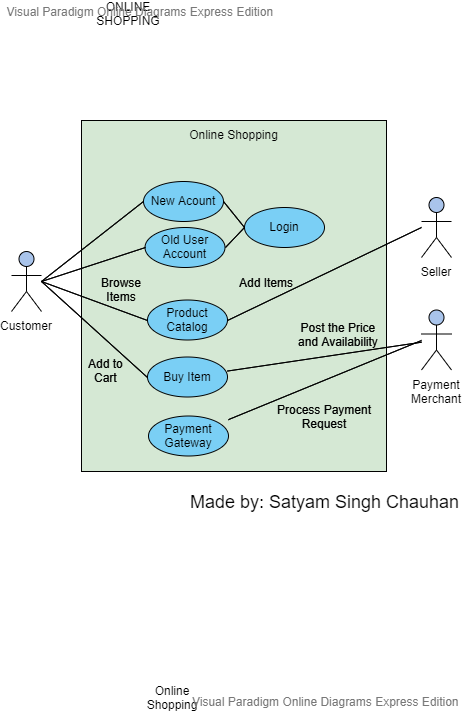 ONLINE
SHOPPING
Visual Paradigm Online Diagrams Express Edition
Online Shopping
New Acount
Old User
Account
Login
Browse
Items
Add Items
Seller
Product
Catalog
Customer
Post the Price
and Availability
Add to
Cart
Buy Item
Payment
Merchant
Process Payment
Request
Payment
Gateway
Made by: Satyam Singh Chauhan
Online
Shopping
Visual Paradigm Online Diagrams Express Edition